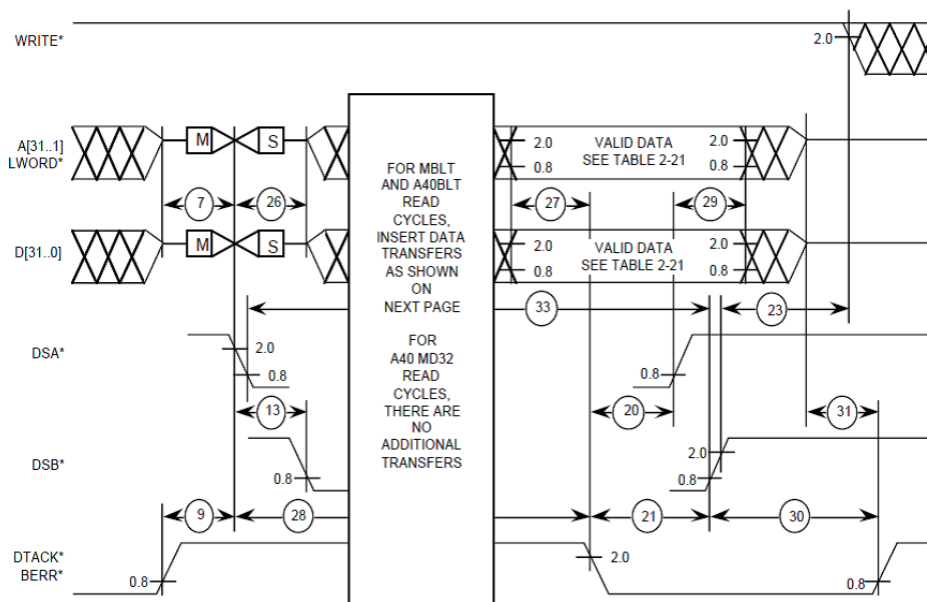 WRITE*
2.0
A[31..1]
LWORD*
M
S
2.0
0.8
VALID DATA
SEE TABLE 2-21
2.0
0.8
7
26
27
29
D[31..0]
M
S
2.0
0.8
VALID DATA
SEE TABLE 2-21
2.0
0.8
FOR MBLT
AND A40BLT
READ
CYCLES,
INSERT DATA
TRANSFERS
AS SHOWN
ON
NEXT PAGE
FOR
A40 MD32
READ
CYCLES,
THERE ARE
NO
ADDITIONAL
TRANSFERS
33
23
DSA*
2.0
0.8
0.8
13
20
31
DSB*
0.8
2.0
0.8
9
28
21
30
DTACK*
BERR*
0.8
2.0
0.8